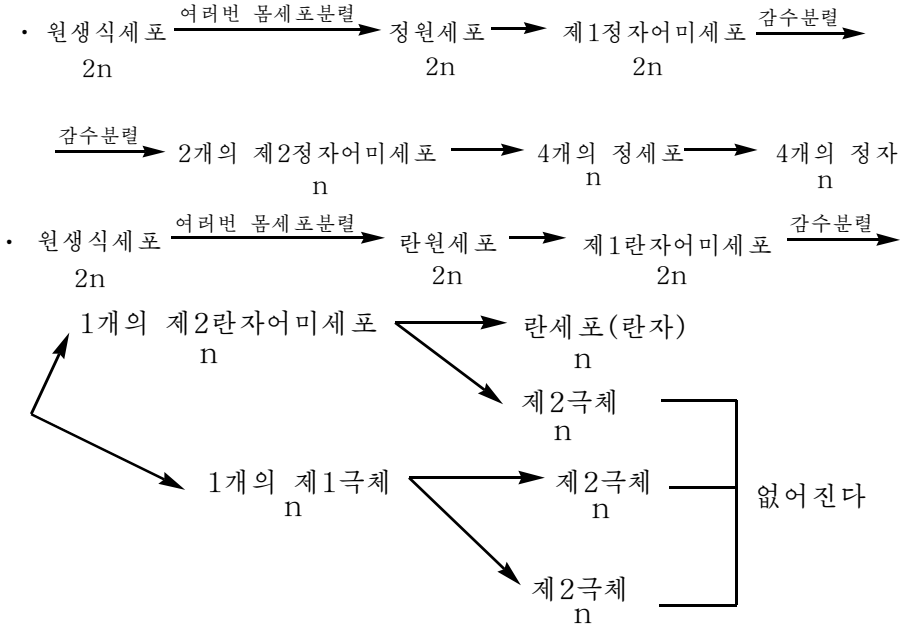 여러번 몸세포분렬 감수분렬
· 원생식세포 정원세포 제1정자어미세포
2n 2n 2n
감수분렬
2개의 제2정자어미세포 4개의 정세포 4개의 정자
n n n
여러번 몸세포분렬 감수분렬
· 원생식세포 란원세포 제1란자어미세포
2n 2n 2n
1개의 제2란자어미세포 란세포(란자)
n n
제2극체
n
1개의 제1극체 제2극체
n n
없어진다
제2극체
n